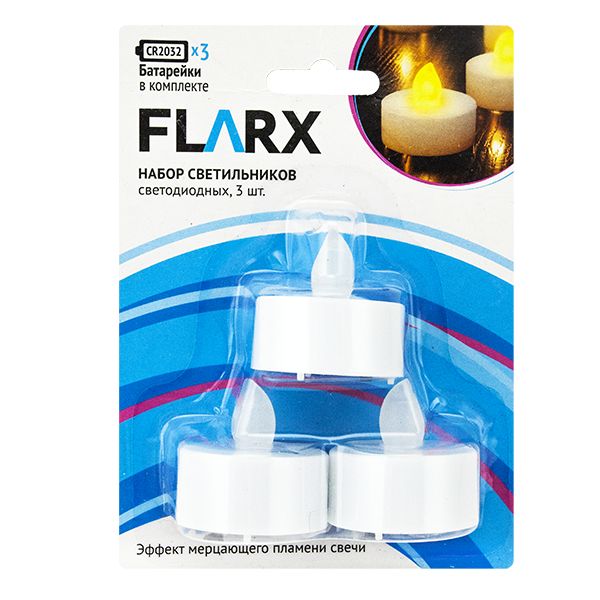 CR2032 x3
Батарейки
в комплекте
FLARX
НАБОР СВЕТИЛЬНИКОВ
светодиодных, 3 шт.
Эффект мерцающего пламени свечи